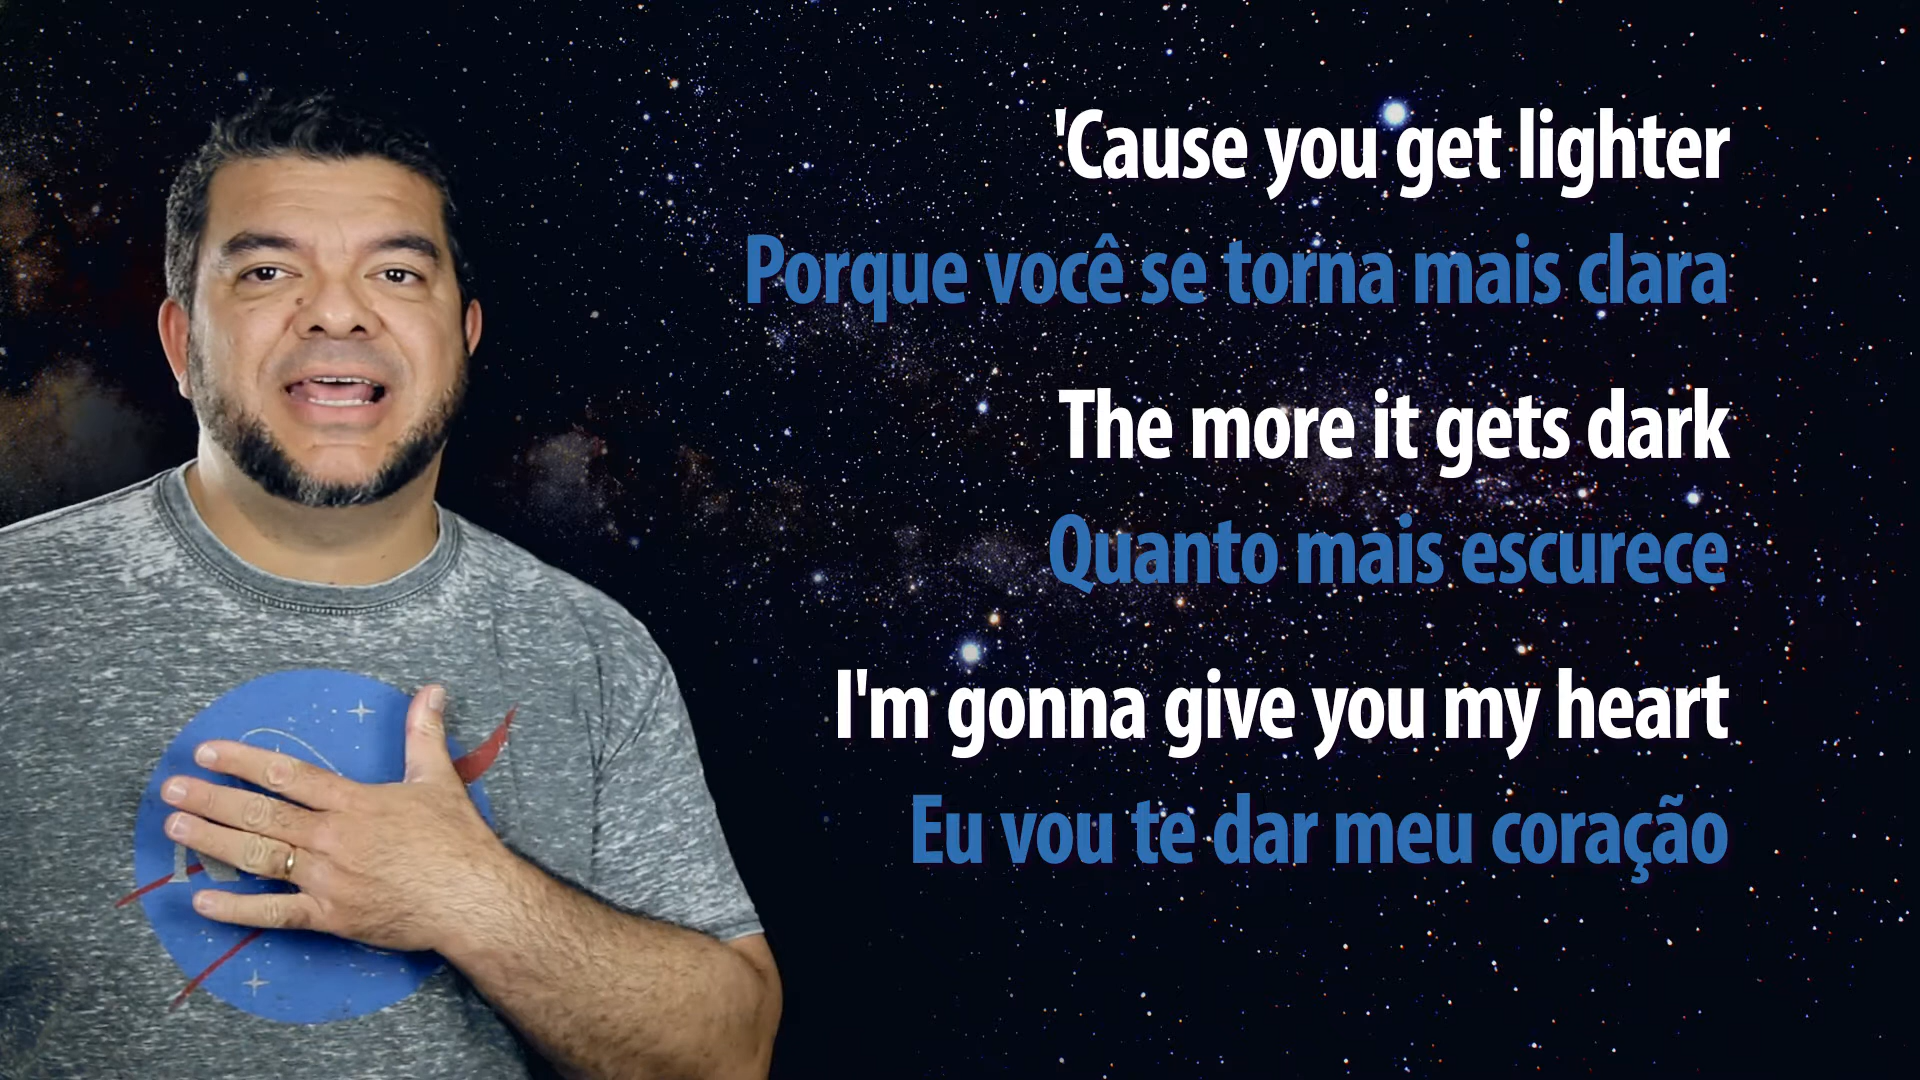 'Cause you get lighter
Porque você se torna mais clara
The more it gets dark
Quanto mais escurece
I'm gonna give you my heart
Eu vou te dar meu coração